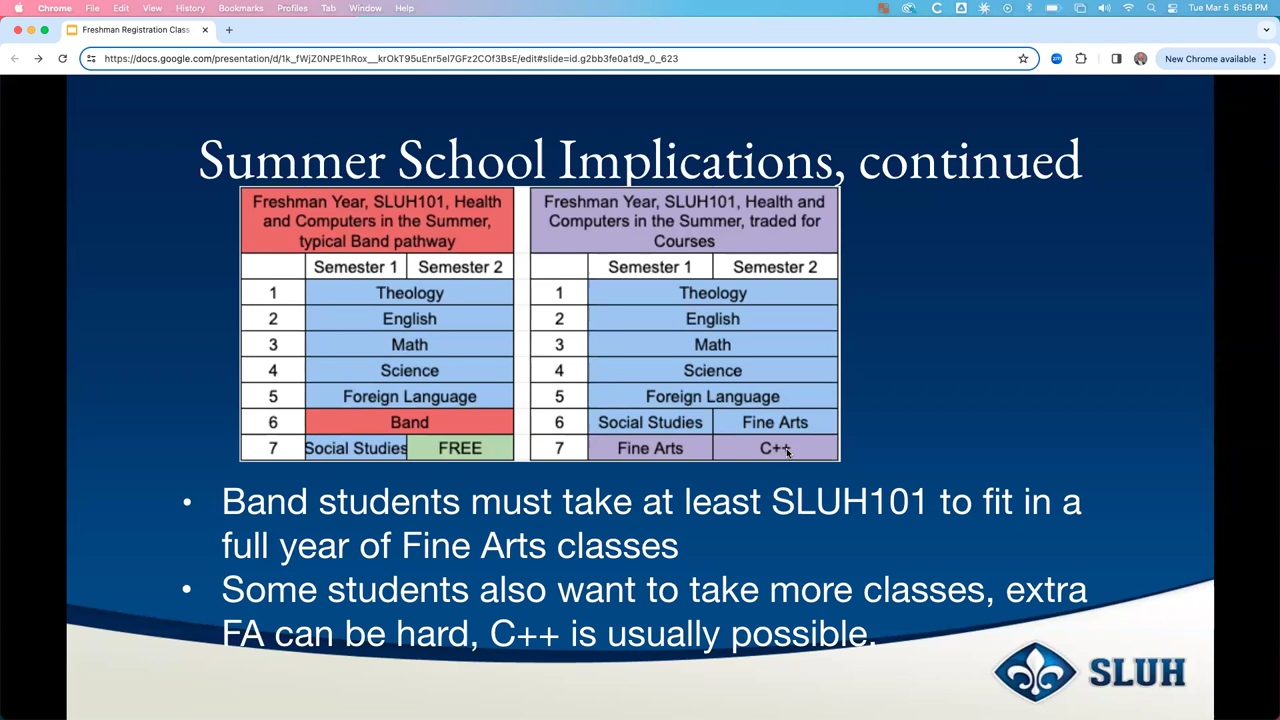 Chrome File Edit View History Bookmarks Profiles Tab Window Help Tue Mar 5 6:56 PM
Freshman Registration Class
https://docs.google.com/presentation/d/1k_fWjZ0NPE1hRox__krOkT95uEnr5el7GFz2COf3BsE/edit#slide=id.g2bb3fe0a1d9_0_623 New Chrome available
Summer School Implications, continued
Freshman Year, SLUH101, Health
and Computers in the Summer,
typical Band pathway
Semester 1 Semester 2
1 Theology
2 English
3 Math
4 Science
5 Foreign Language
6 Band
7 Social Studies FREE
Freshman Year, SLUH101, Health and
Computers in the Summer, traded for
Courses
Semester 1 Semester 2
1 Theology
2 English
3 Math
4 Science
5 Foreign Language
6 Social Studies Fine Arts
7 Fine Arts C++
• Band students must take at least SLUH101 to fit in a
full year of Fine Arts classes
• Some students also want to take more classes, extra
FA can be hard, C++ is usually possible.
SLUH